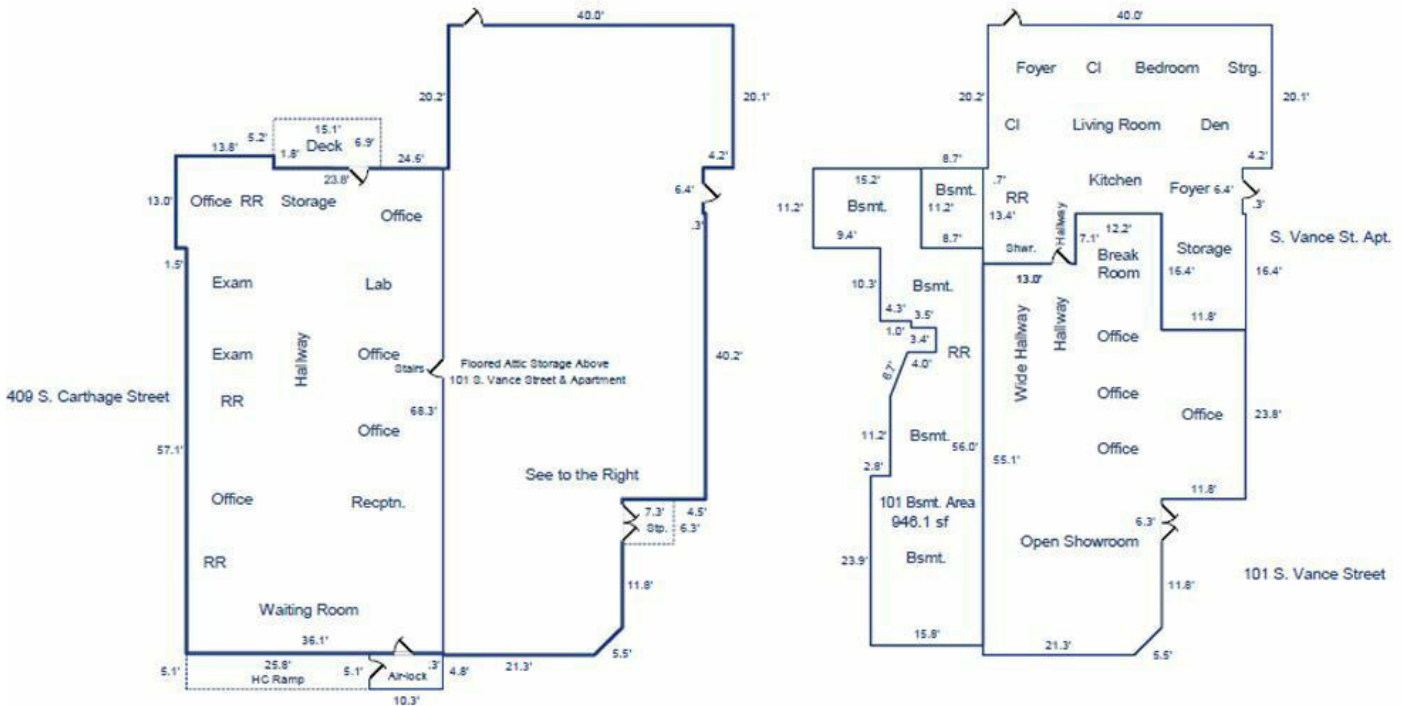 40.0'
20.2'
20.1'
15.1'
5.2'
Deck
6.9'
13.8'
1.8'
24.6'
4.2'
23.8'
6.4'
13.0'
Office RR Storage
Office
.3'
1.5'
Exam
Lab
Hallway
Exam
Office
Stairs
Floored Attic Storage Above
101 S. Vance Street & Apartment
40.2'
409 S. Carthage Street
RR
68.3'
Office
57.1'
See to the Right
Office
Recptn.
7.3'
4.5'
Stp.
6.3'
RR
11.8'
Waiting Room
36.1'
5.5'
21.3'
5.1'
25.8'
HC Ramp
5.1'
.3'
Air-lock
4.8'
10.3'
40.0'
Foyer Cl Bedroom Strg.
20.2'
20.1'
Cl Living Room Den
8.7'
4.2'
15.2'
Bsmt.
.7'
Kitchen
Foyer
6.4'
11.2'
Bsmt.
11.2'
RR
13.4'
.3'
Hallway
12.2'
9.4'
8.7'
Shwr.
7.1'
Break
Room
Storage
S. Vance St. Apt.
13.0'
16.4'
16.4'
10.3'
Bsmt.
4.3'
3.5'
1.0'
3.4'
4.0'
RR
Wide Hallway
Hallway
11.8'
Office
6.7'
Office
Office
23.8'
11.2'
Bsmt.
56.0'
55.1'
Office
2.8'
101 Bsmt. Area
946.1 sf
11.8'
6.3'
Open Showroom
23.9'
Bsmt.
101 S. Vance Street
11.8'
15.8'
21.3'
5.5'